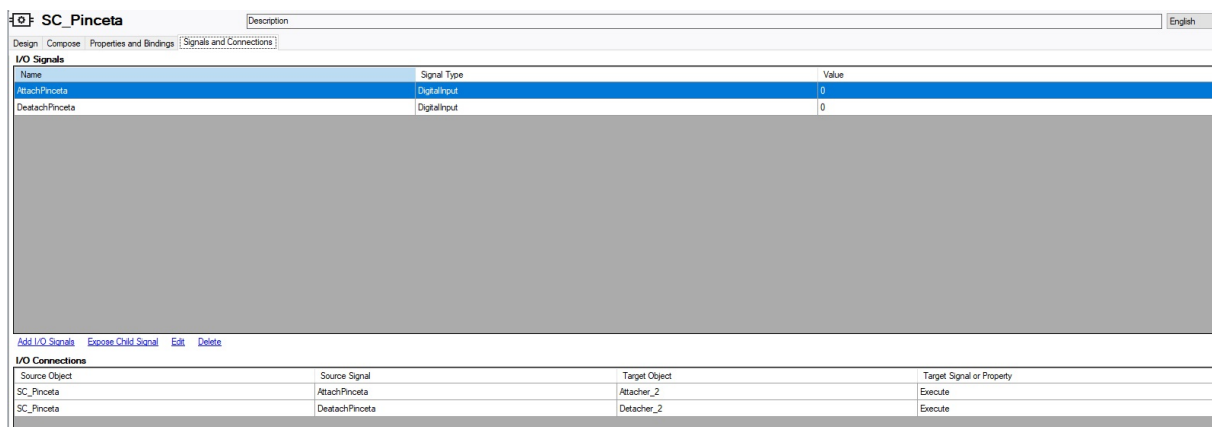 SC_Pinceta Description English
Design Compose Properties and Bindings Signals and Connections
I/O Signals
Name Signal Type Value
AttachPinceta DigitalInput 0
DeatachPinceta DigitalInput 0
Add I/O Signals Expose Child Signal Edit Delete
I/O Connections
Source Object Source Signal Target Object Target Signal or Property
SC_Pinceta AttachPinceta Attacher_2 Execute
SC_Pinceta DeatachPinceta Detacher_2 Execute